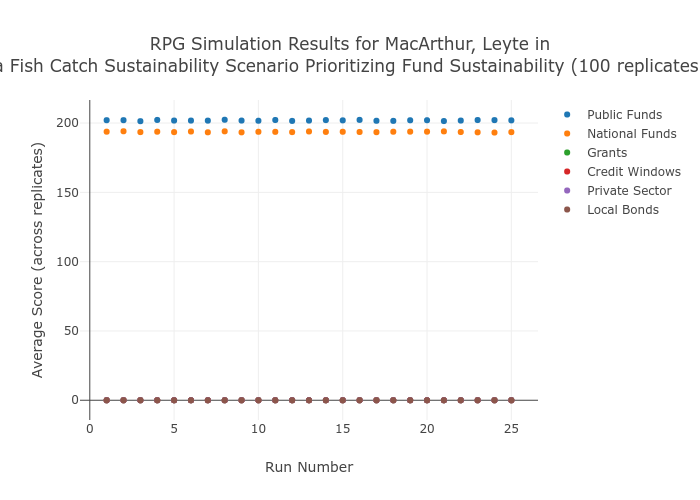 RPG Simulation Results for MacArthur, Leyte in
a Fish Catch Sustainability Scenario Prioritizing Fund Sustainability (100 replicates
Average Score (across replicates)
200
150
100
50
0
0
5
10
15
20
25
Run Number
Public Funds
National Funds
Grants
Credit Windows
Private Sector
Local Bonds